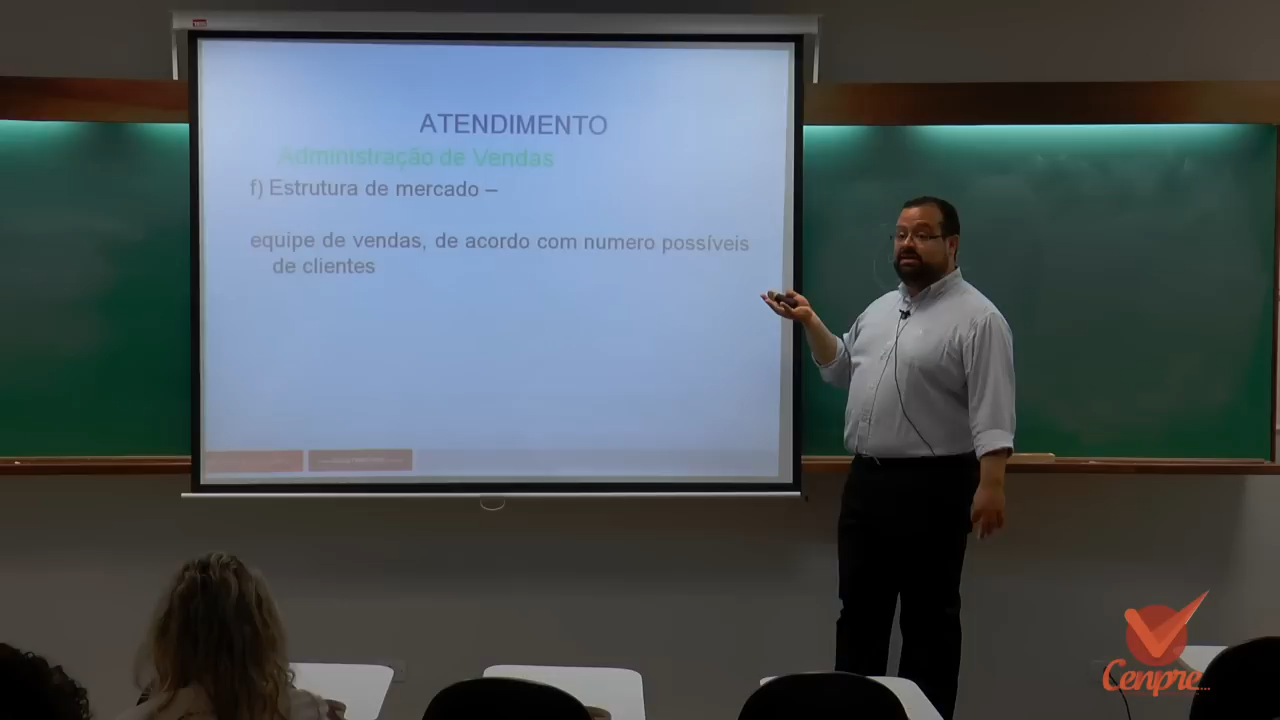 ATENDIMENTO
Administração de Vendas
f) Estrutura de mercado –
equipe de vendas, de acordo com numero possíveis
de clientes
Cenpre...